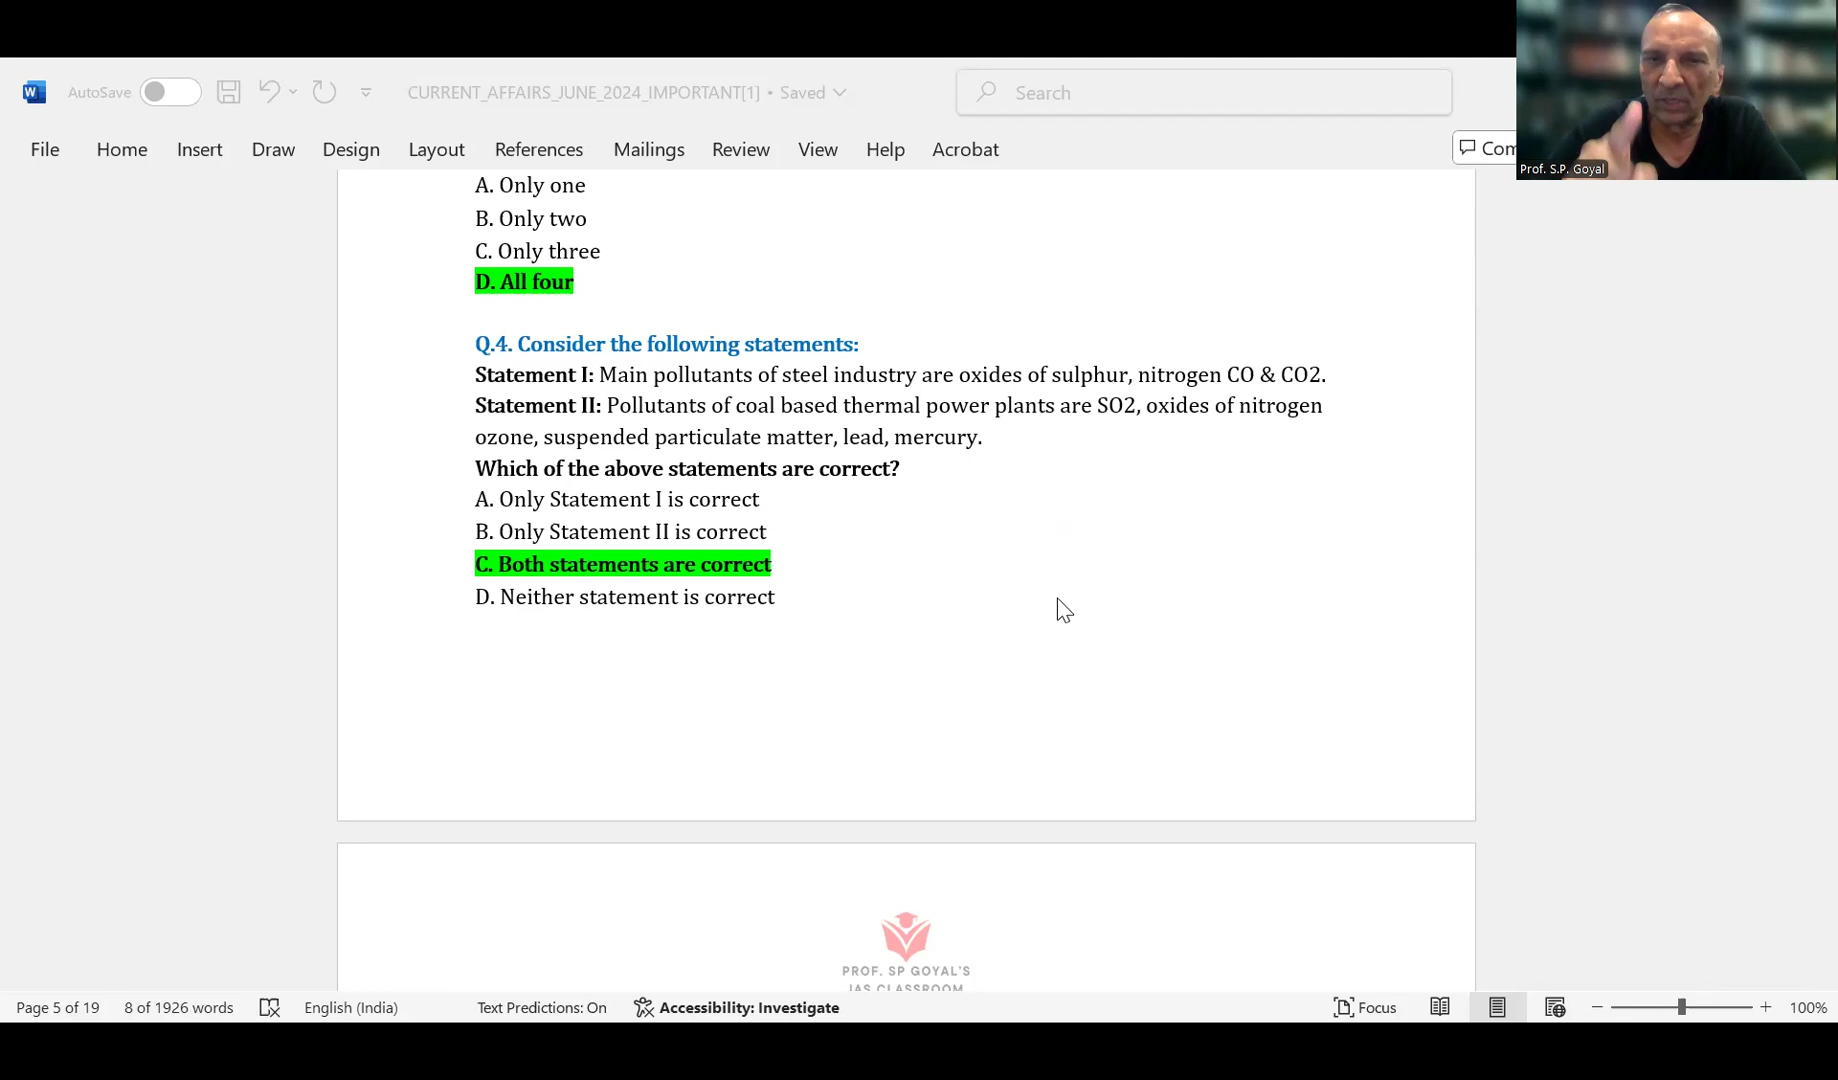 AutoSave
CURRENT_AFFAIRS_JUNE_2024_IMPORTANT[1] • Saved
Search
File Home Insert Draw Design Layout References Mailings Review View Help Acrobat
Com
Prof. S.P. Goyal
A. Only one
B. Only two
C. Only three
D. All four
Q.4. Consider the following statements:
Statement I: Main pollutants of steel industry are oxides of sulphur, nitrogen CO & CO2.
Statement II: Pollutants of coal based thermal power plants are SO2, oxides of nitrogen
ozone, suspended particulate matter, lead, mercury.
Which of the above statements are correct?
A. Only Statement I is correct
B. Only Statement II is correct
C. Both statements are correct
D. Neither statement is correct
PROF. SP GOYAL'S
IAS CLASSROOM
Page 5 of 19 8 of 1926 words English (India) Text Predictions: On Accessibility: Investigate Focus 100%